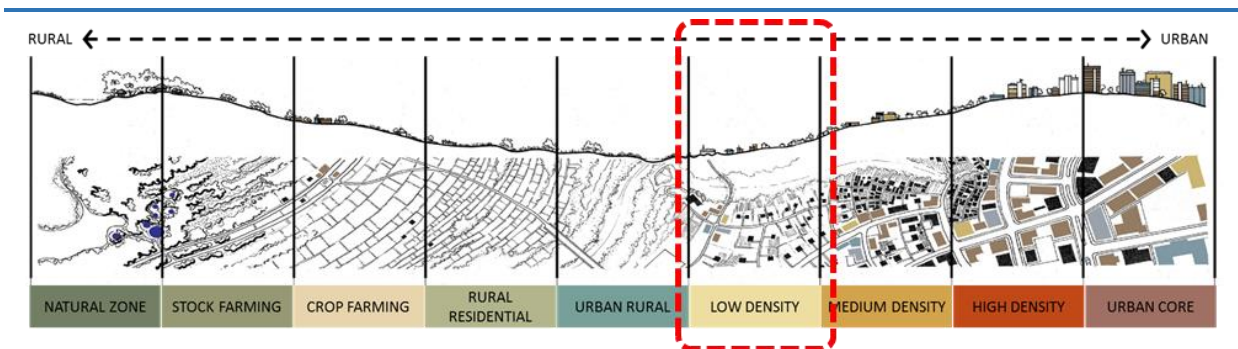 RURAL
URBAN
NATURAL ZONE
STOCK FARMING
CROP FARMING
RURAL
RESIDENTIAL
URBAN RURAL
LOW DENSITY
MEDIUM DENSITY
HIGH DENSITY
URBAN CORE